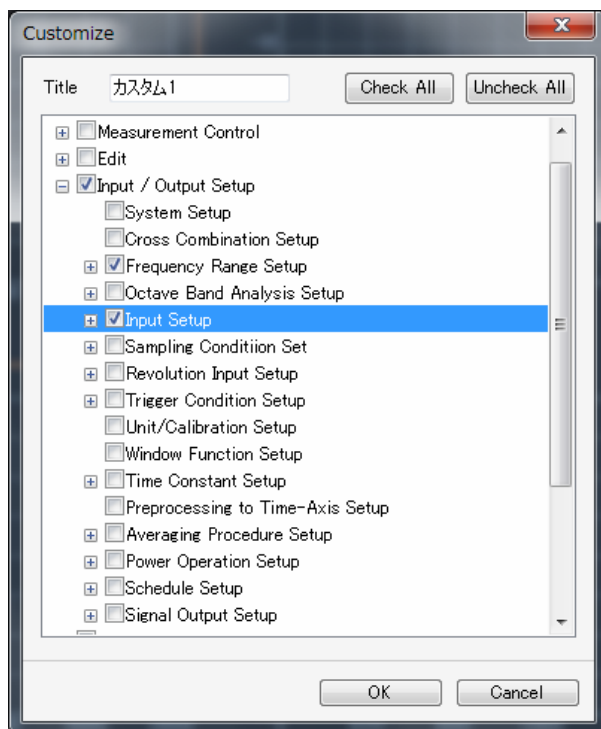 Customize
Title カスタム1 Check All Uncheck All
Measurement Control
Edit
Input / Output Setup
System Setup
Cross Combination Setup
Frequency Range Setup
Octave Band Analysis Setup
Input Setup
Sampling Conditiion Set
Revolution Input Setup
Trigger Condition Setup
Unit/Calibration Setup
Window Function Setup
Time Constant Setup
Preprocessing to Time-Axis Setup
Averaging Procedure Setup
Power Operation Setup
Schedule Setup
Signal Output Setup
OK Cancel